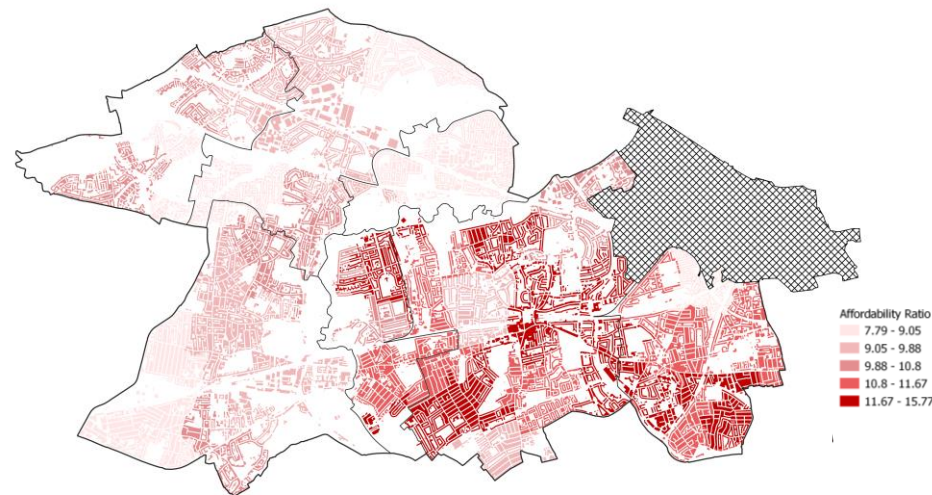 Affordability Ratio
7.79 - 9.05
9.05 - 9.88
9.88 - 10.8
10.8 - 11.67
11.67 - 15.77